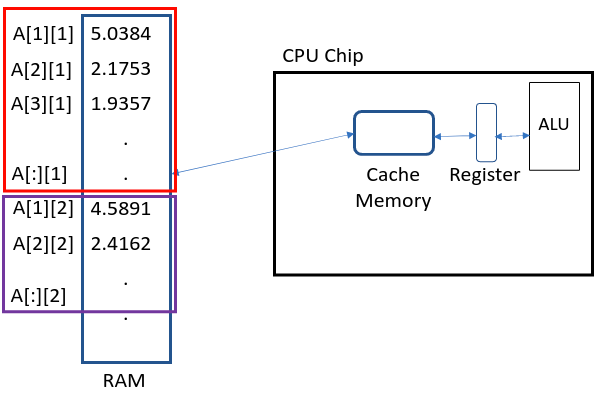 A[1][1] 5.0384
A[2][1] 2.1753
A[3][1] 1.9357
.
A[:][1] .
A[1][2] 4.5891
A[2][2] 2.4162
.
A[:][2]
.
RAM
CPU Chip
Cache
Memory
Register
ALU